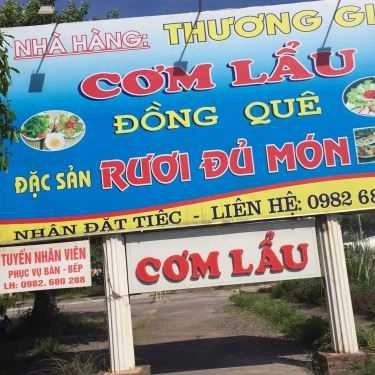 NHÀ HÀNG: THƯƠNG GI
CƠM LẨU
ĐỒNG QUÊ
ĐẶC SẢN RƯƠI ĐỦ MÓN
NHẬN ĐẶT TIỆC - LIÊN HỆ: 0982 68
TUYỂN NHÂN VIÊN
PHỤC VỤ BÀN - BẾP
LH: 0982. 680 208
CƠM LẨU